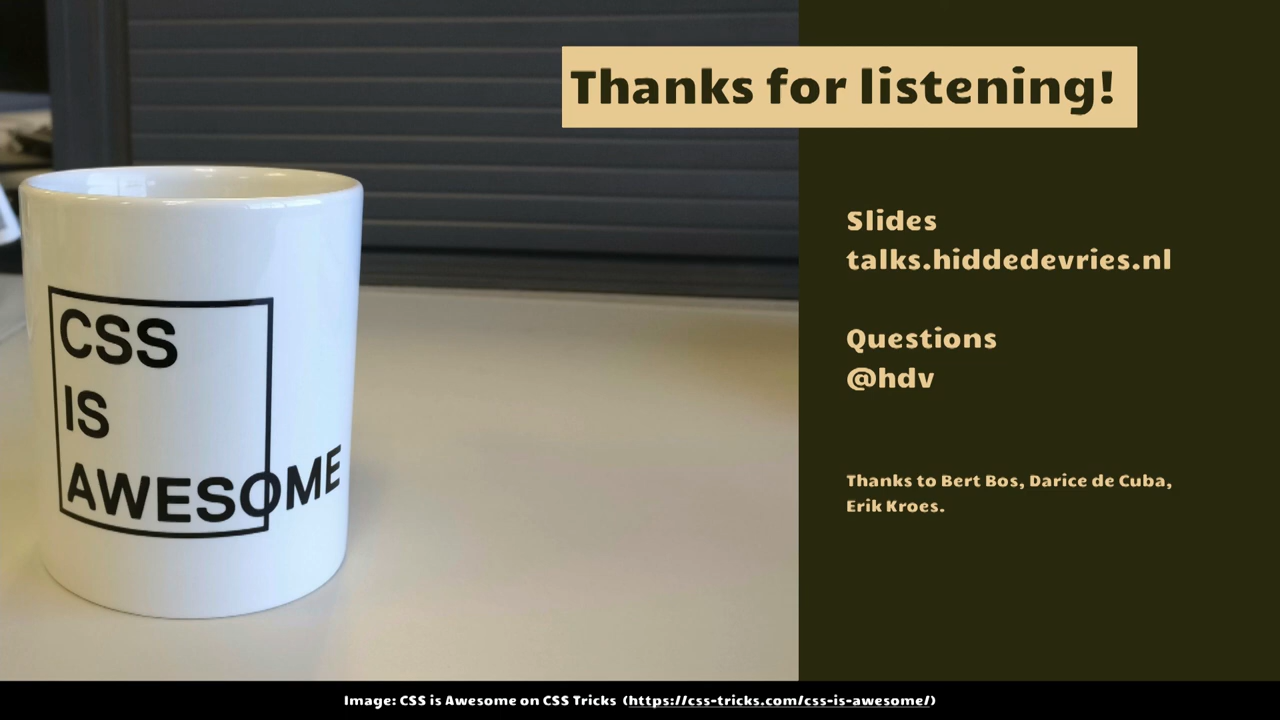 Thanks for listening!
CSS
IS
AWESOME
Slides
talks.hiddedevries.nl
Questions
@hdv
Thanks to Bert Bos, Darice de Cuba,
Erik Kroes.
Image: CSS is Awesome on CSS Tricks (https://css-tricks.com/css-is-awesome/)